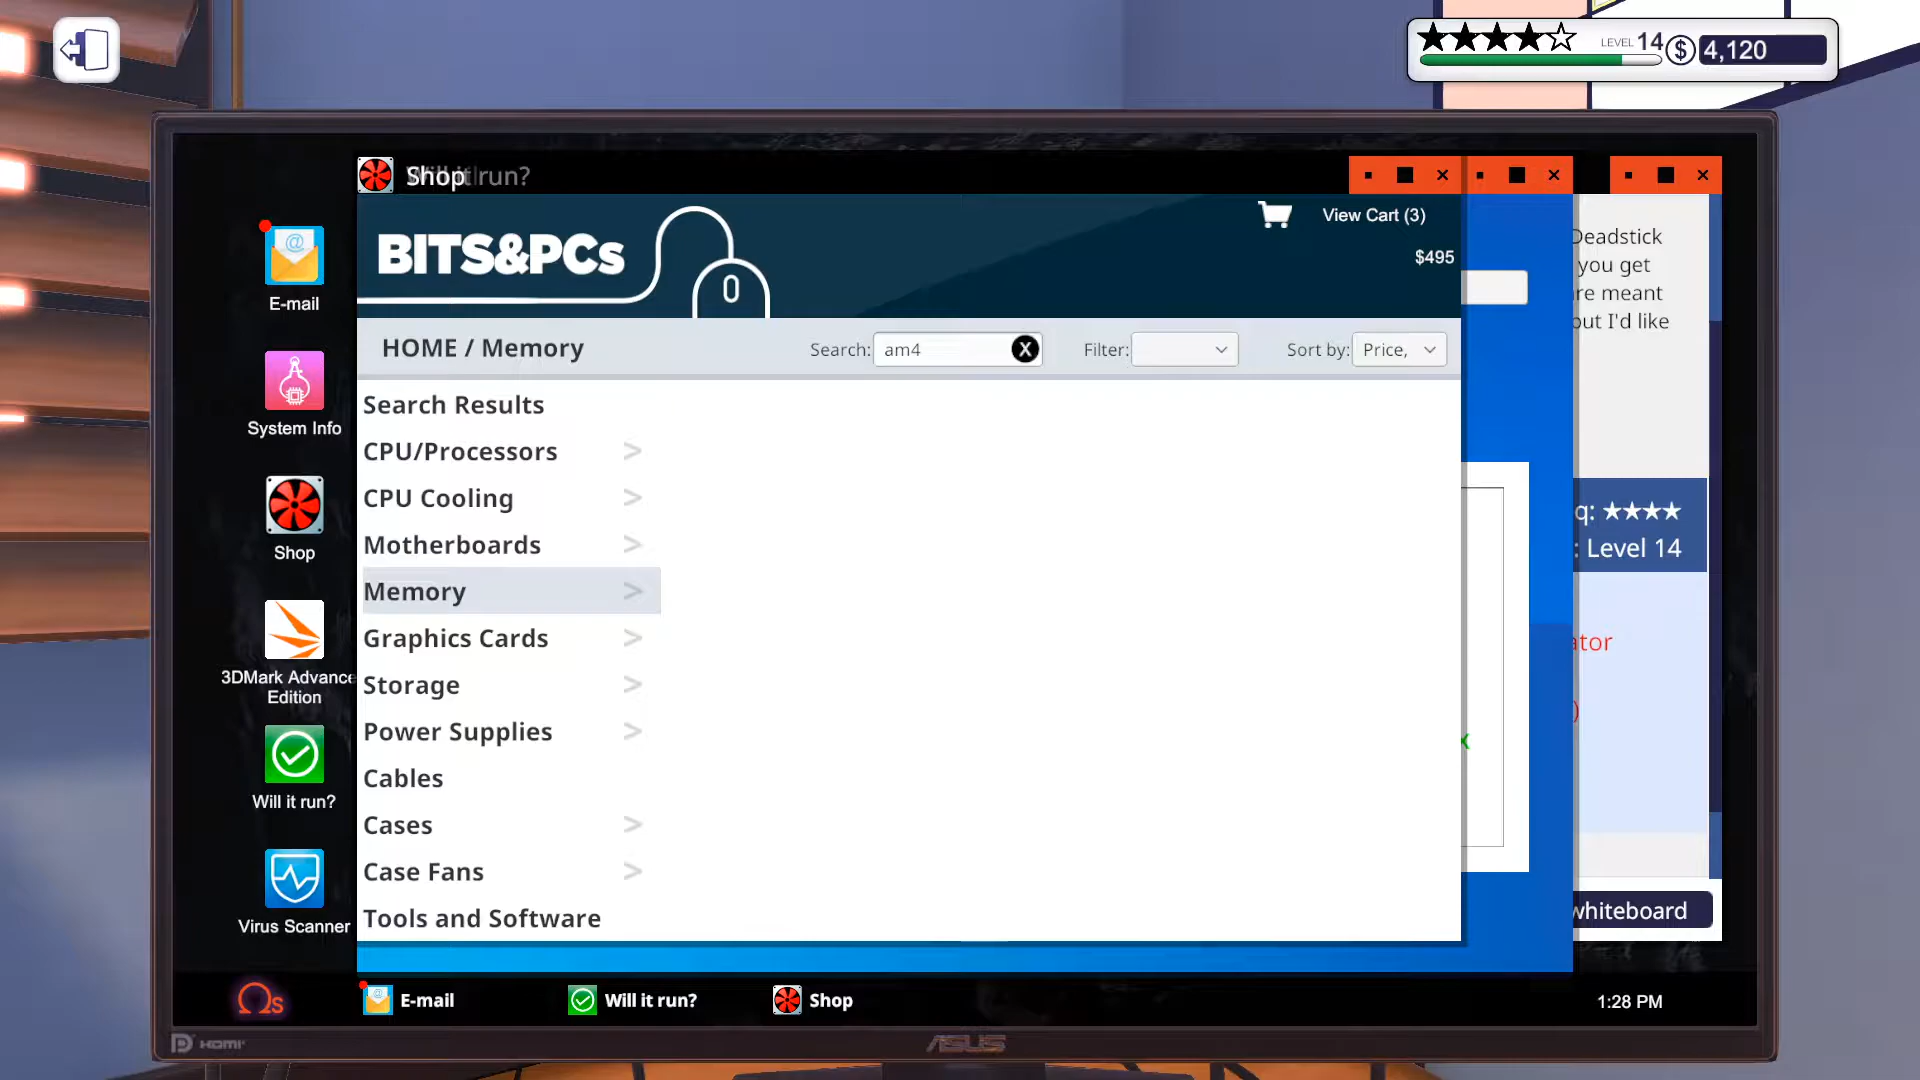 LEVEL 14 $ 4,120
Shop
Will it run?
View Cart (3)
$495
BITS&PCs
HOME / Memory
Search: am4 X
Filter:
Sort by: Price,
Search Results
CPU/Processors >
CPU Cooling >
Motherboards >
Memory >
Graphics Cards >
Storage >
Power Supplies >
Cables
Cases >
Case Fans >
Tools and Software
E-mail
System Info
Shop
3DMark Advance
Edition
Will it run?
Virus Scanner
Deadstick
you get
re meant
out I'd like
q: ★★★★
: Level 14
ator
)
x
whiteboard
Ωs
E-mail
Will it run?
Shop
1:28 PM
HDMI
ASUS